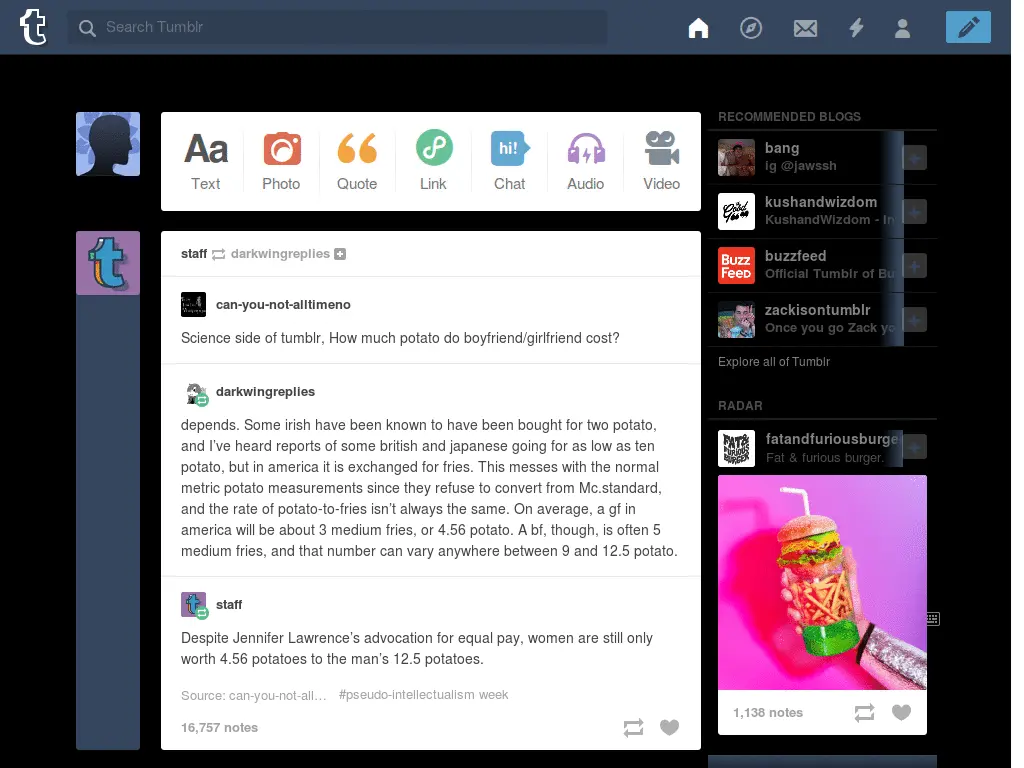 t
Search Tumblr
Aa
Text
Photo
Quote
Link
hi!
Chat
Audio
Video
staff darkwingreplies
can-you-not-alltimeno
Science side of tumblr, How much potato do boyfriend/girlfriend cost?
darkwingreplies
depends. Some irish have been known to have been bought for two potato,
and I’ve heard reports of some british and japanese going for as low as ten
potato, but in america it is exchanged for fries. This messes with the normal
metric potato measurements since they refuse to convert from Mc.standard,
and the rate of potato-to-fries isn’t always the same. On average, a gf in
america will be about 3 medium fries, or 4.56 potato. A bf, though, is often 5
medium fries, and that number can vary anywhere between 9 and 12.5 potato.
staff
Despite Jennifer Lawrence’s advocation for equal pay, women are still only
worth 4.56 potatoes to the man’s 12.5 potatoes.
Source: can-you-not-all… #pseudo-intellectualism week
16,757 notes
RECOMMENDED BLOGS
bang
ig @jawssh
kushandwizdom
KushandWizdom - In
buzzfeed
Official Tumblr of Bu
Buzz
Feed
zackisontumblr
Once you go Zack yo
Explore all of Tumblr
RADAR
fatandfuriousburge
Fat & furious burger.
FAT&
FURIOUS
BURGER
1,138 notes